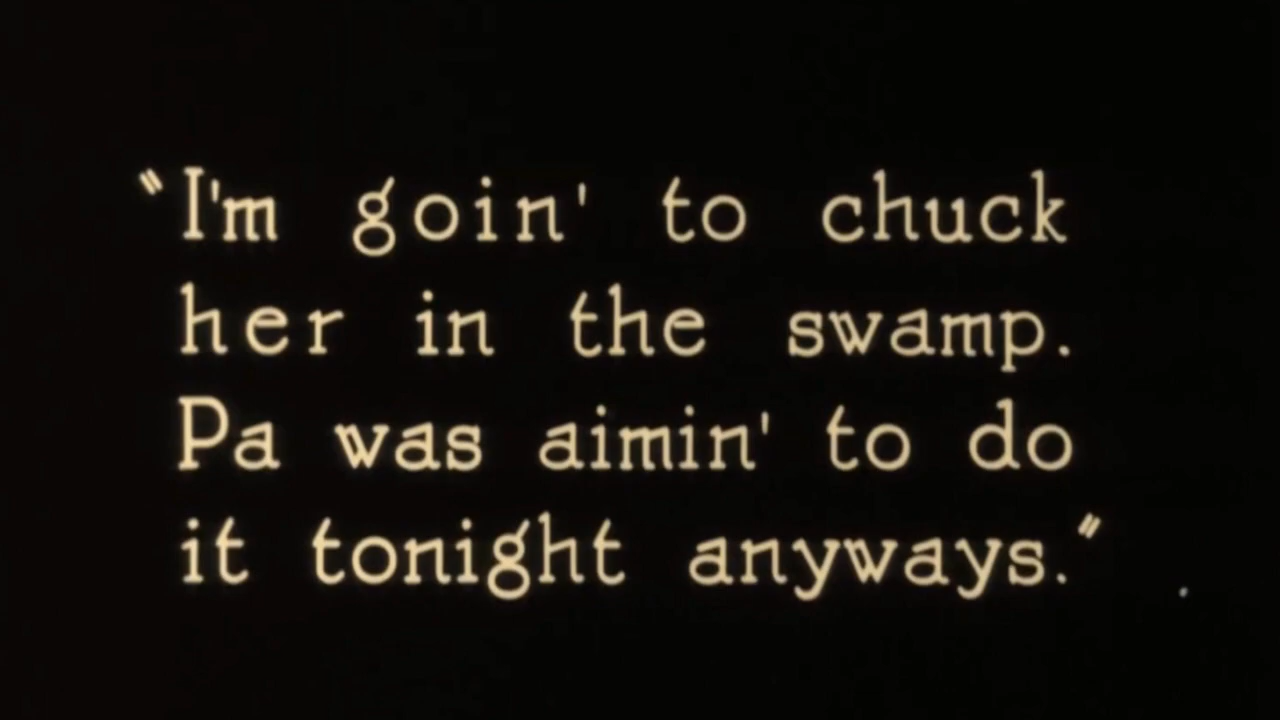 "I'm goin' to chuck
her in the swamp.
Pa was aimin' to do
it tonight anyways."